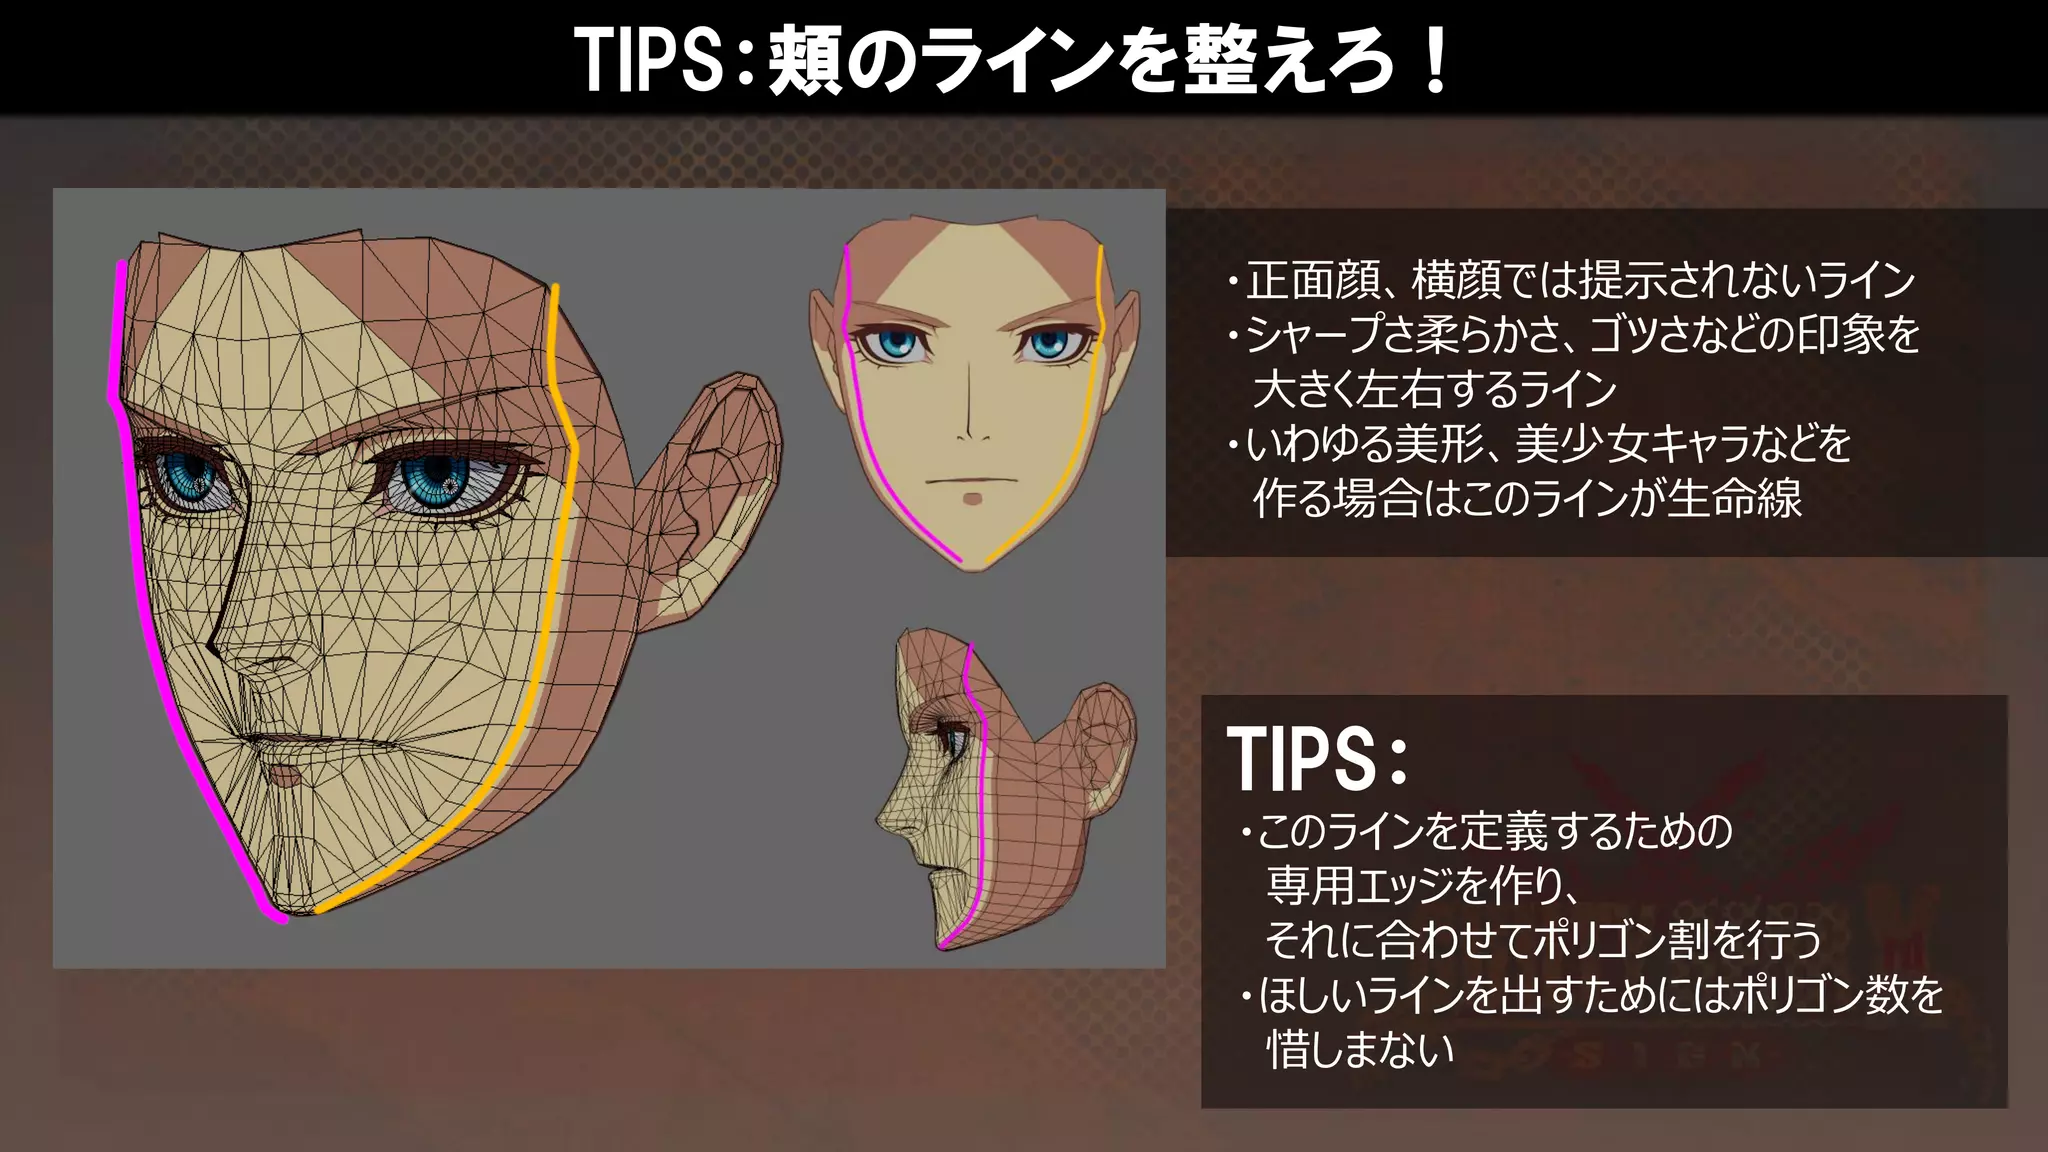 TIPS:頬のラインを整えろ！
・正面顔、横顔では提示されないライン
・シャープさ柔らかさ、ゴツさなどの印象を
大きく左右するライン
・いわゆる美形、美少女キャラなどを
作る場合はこのラインが生命線
TIPS:
・このラインを定義するための
専用エッジを作り、
それに合わせてポリゴン割を行う
・ほしいラインを出すためにはポリゴン数を
惜しまない